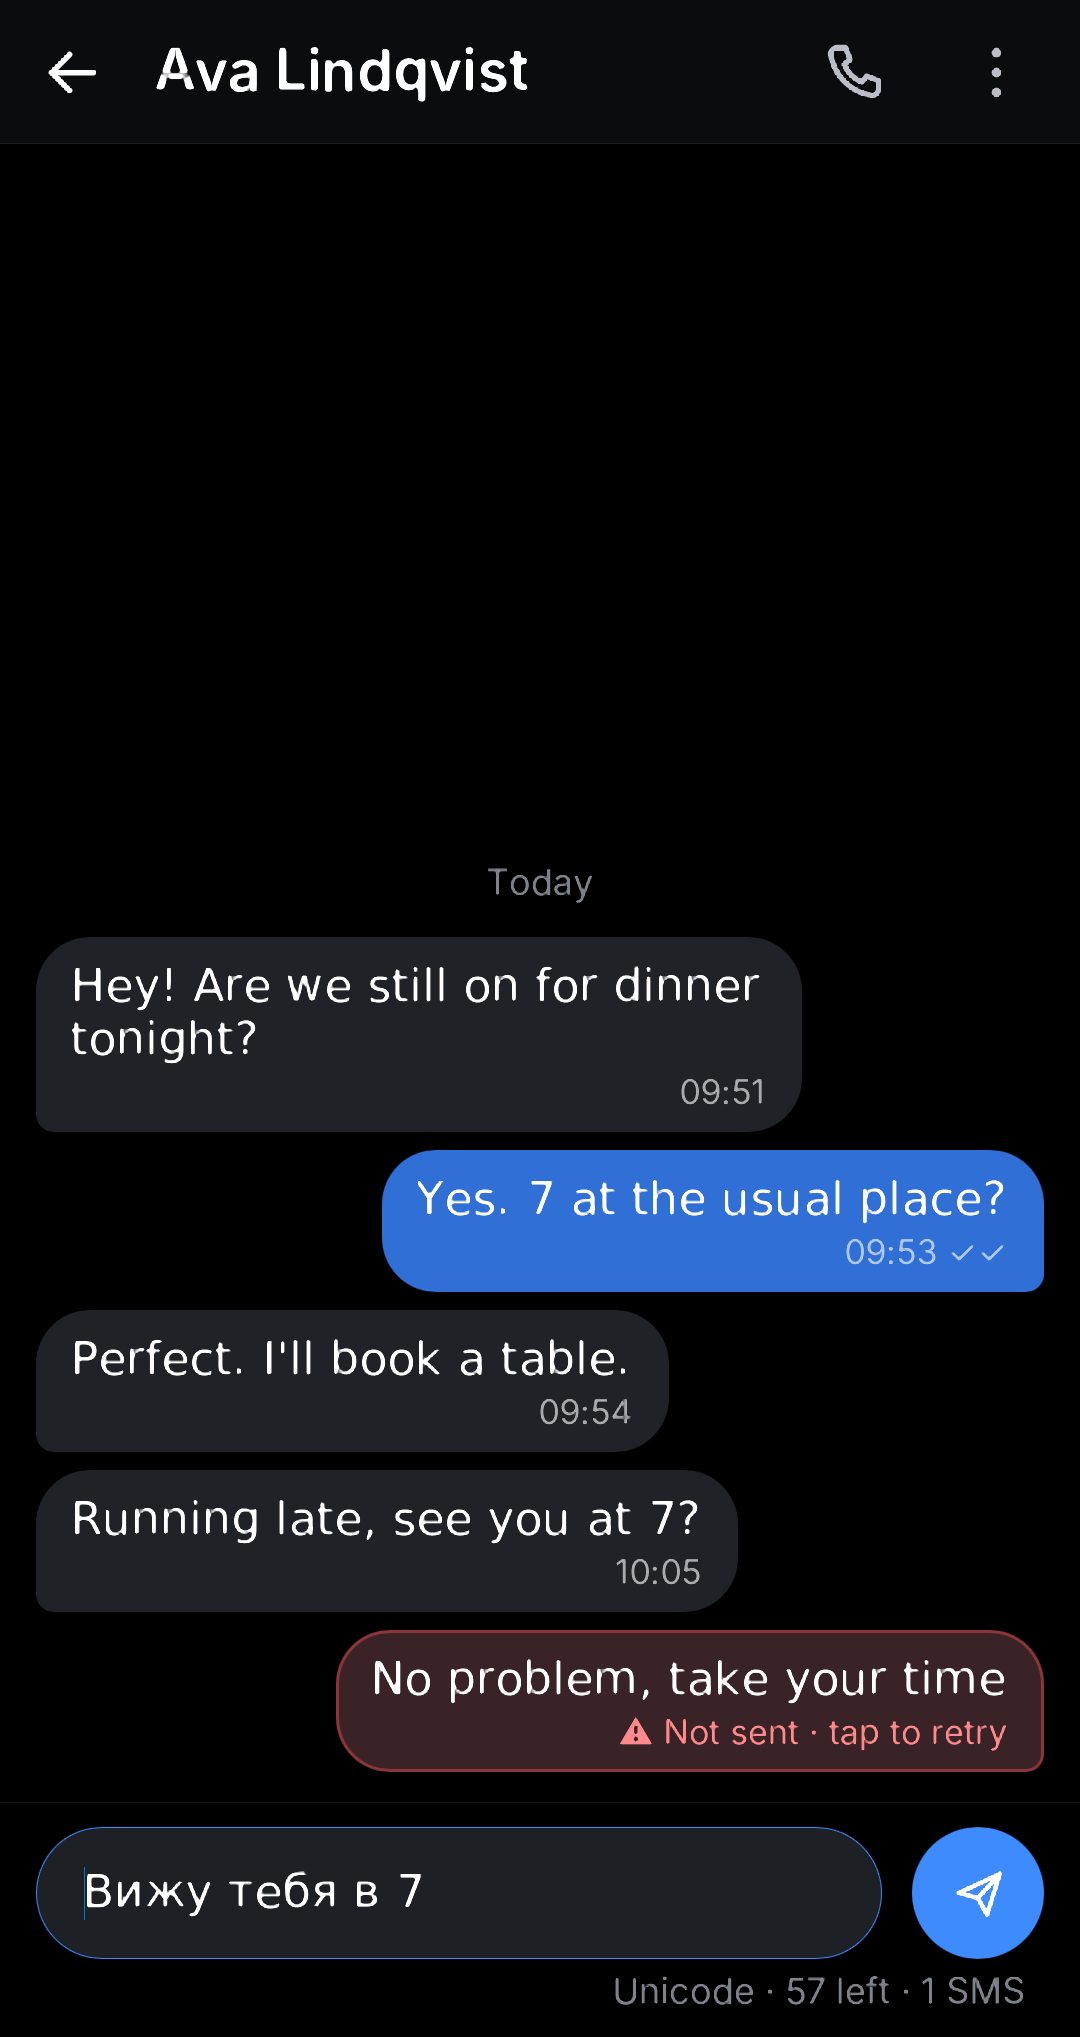 Ava Lindqvist
Today
Hey! Are we still on for dinner
tonight?
09:51
Yes. 7 at the usual place?
09:53
Perfect. I'll book a table.
09:54
Running late, see you at 7?
10:05
No problem, take your time
Not sent · tap to retry
Вижу тебя в 7
Unicode · 57 left · 1 SMS